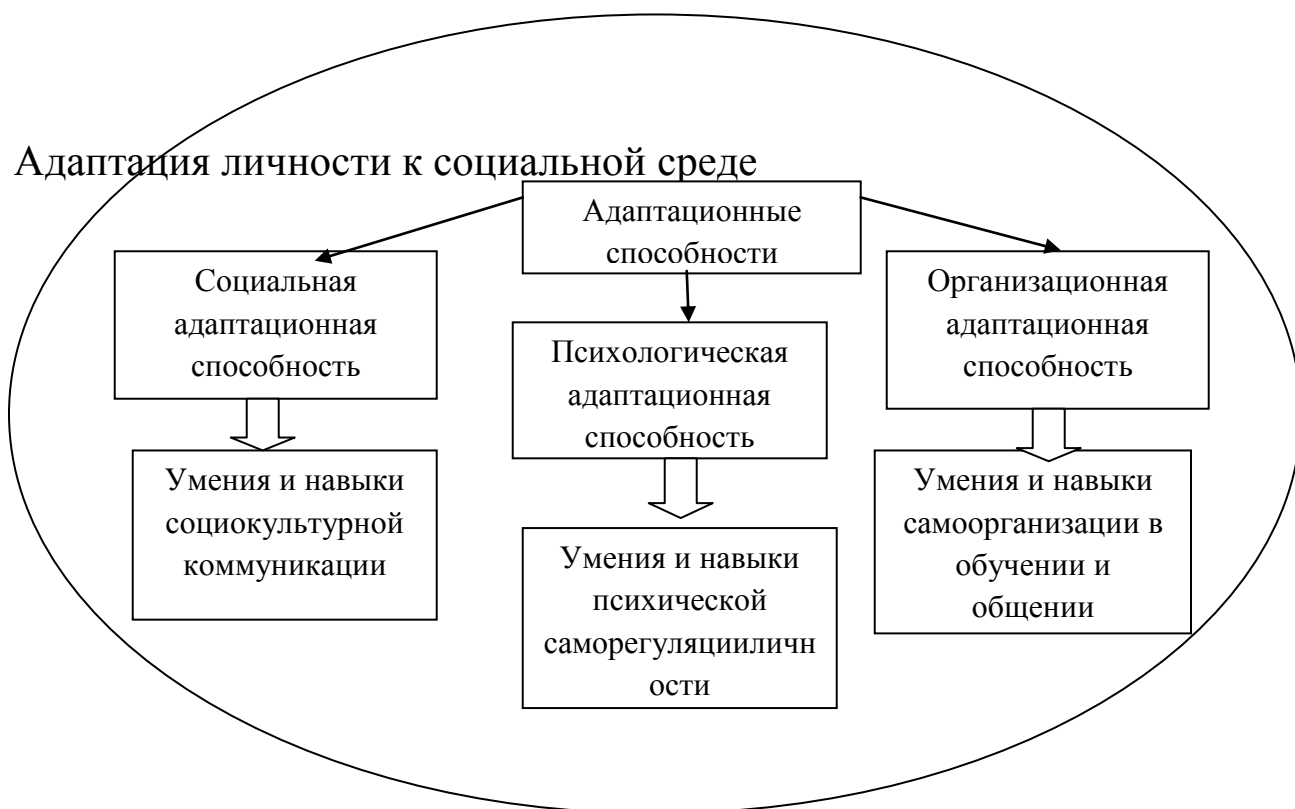 Адаптация личности к социальной среде
Адаптационные
способности
Социальная
адаптационная
способность
Психологическая
адаптационная
способность
Организационная
адаптационная
способность
Умения и навыки
социокультурной
коммуникации
Умения и навыки
психической
саморегуляцииличн
ости
Умения и навыки
самоорганизации в
обучении и
общении